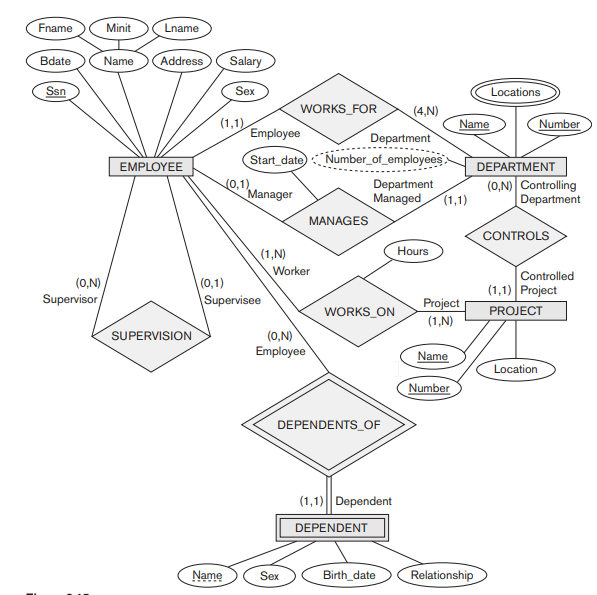 Fname
Minit
Lname
Bdate
Name
Address
Salary
Ssn
Sex
WORKS_FOR
(4,N)
Locations
Name
Number
(1,1)
Employee
Department
Start_date
Number_of_employees
EMPLOYEE
DEPARTMENT
(0,1)
Manager
Department
Managed
(1,1)
(0,N)
Controlling
Department
MANAGES
CONTROLS
(1,N)
Worker
Hours
(0,N)
Supervisor
(0,1)
Supervisee
(1,1)
Controlled
Project
WORKS_ON
Project
(1,N)
PROJECT
SUPERVISION
(0,N)
Employee
Name
Number
Location
DEPENDENTS_OF
(1,1)
Dependent
DEPENDENT
Name
Sex
Birth_date
Relationship